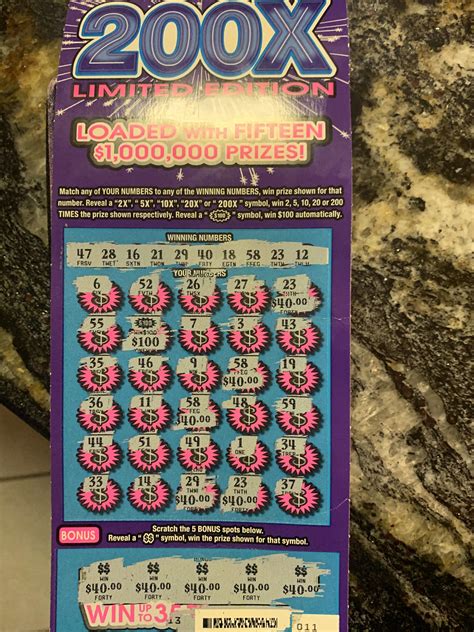 200X
LIMITED EDITION
LOADED WITH FIFTEEN
$1,000,000 PRIZES!
Match any of YOUR NUMBERS to any of the WINNING NUMBERS, win prize shown for that
number. Reveal a "2X", "5X", "10X", "20X" or "200X" symbol, win 2, 5, 10, 20 or 200
TIMES the prize shown respectively. Reveal a "$100" symbol, win $100 automatically.
WINNING NUMBERS
47 28 16 21 29 40 18 58 23 12
YOUR NUMBERS
6 52 26 27 23
$40.00
55 $100 7 3 43
$100
35 46 9 58 19
$40.00
36 11 58 48 59
$40.00
44 51 49 1 34
ONE
33 14 29 23 37
$40.00 $40.00
Scratch the 5 BONUS spots below.
BONUS
Reveal a "$$" symbol, win the prize shown for that symbol.
$$ $$ $$ $$ $$
WIN WIN WIN WIN WIN
$40.00 $40.00 $40.00 $40.00 $40.00
FORTY FORTY FORTY FORTY FORTY
WIN UP TO
011